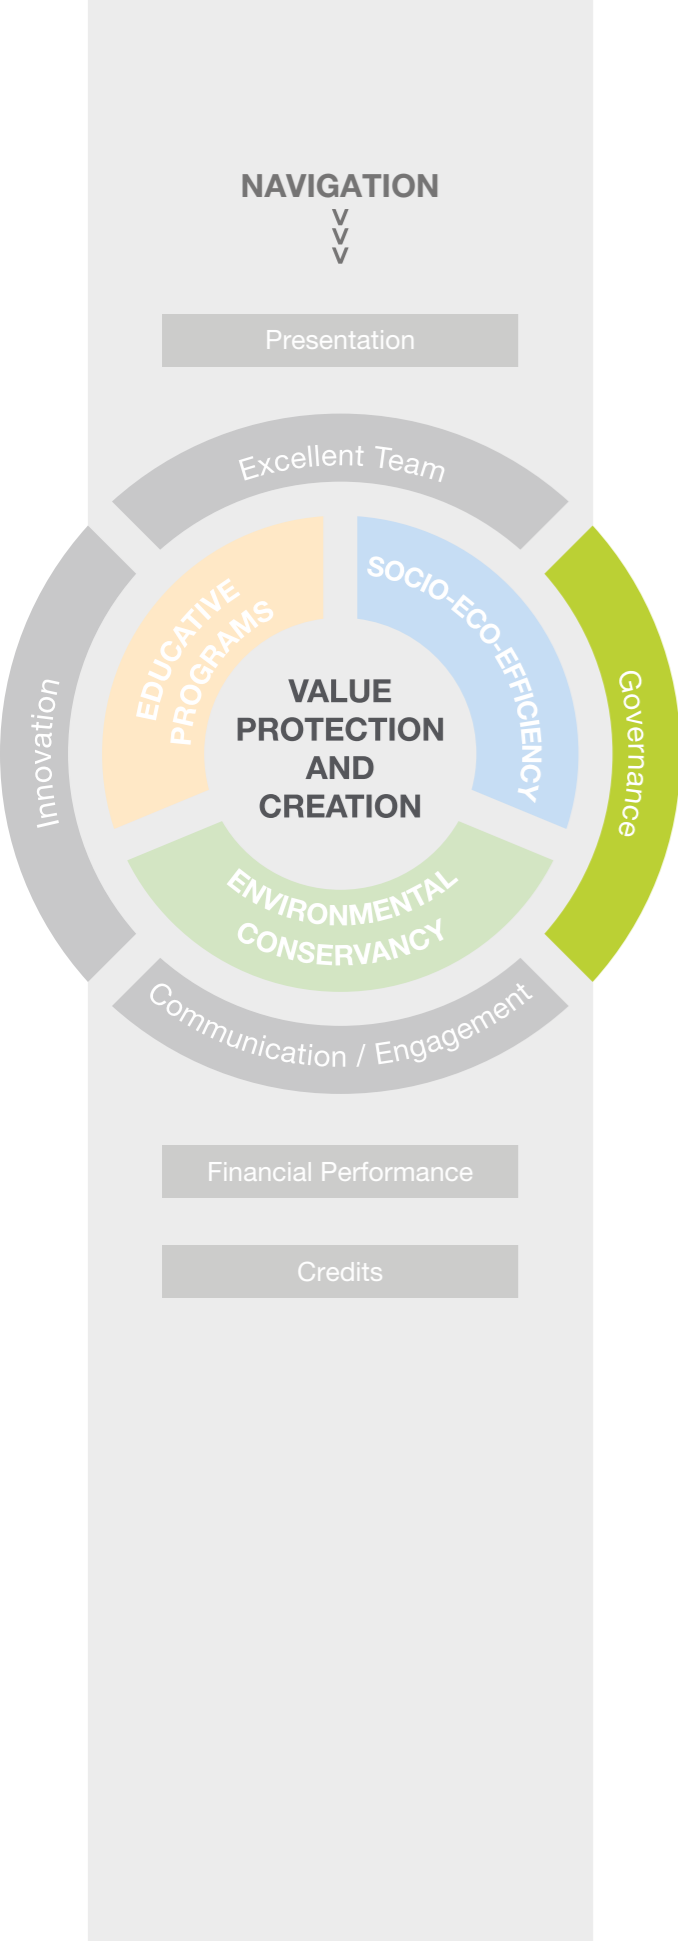 NAVIGATION
>
>
>
Presentation
Excellent Team
EDUCATIVE
PROGRAMS
SOCIO-ECO-EFFICIENCY
Innovation
VALUE
PROTECTION
AND
CREATION
Governance
ENVIRONMENTAL
CONSERVANCY
Communication / Engagement
Financial Performance
Credits